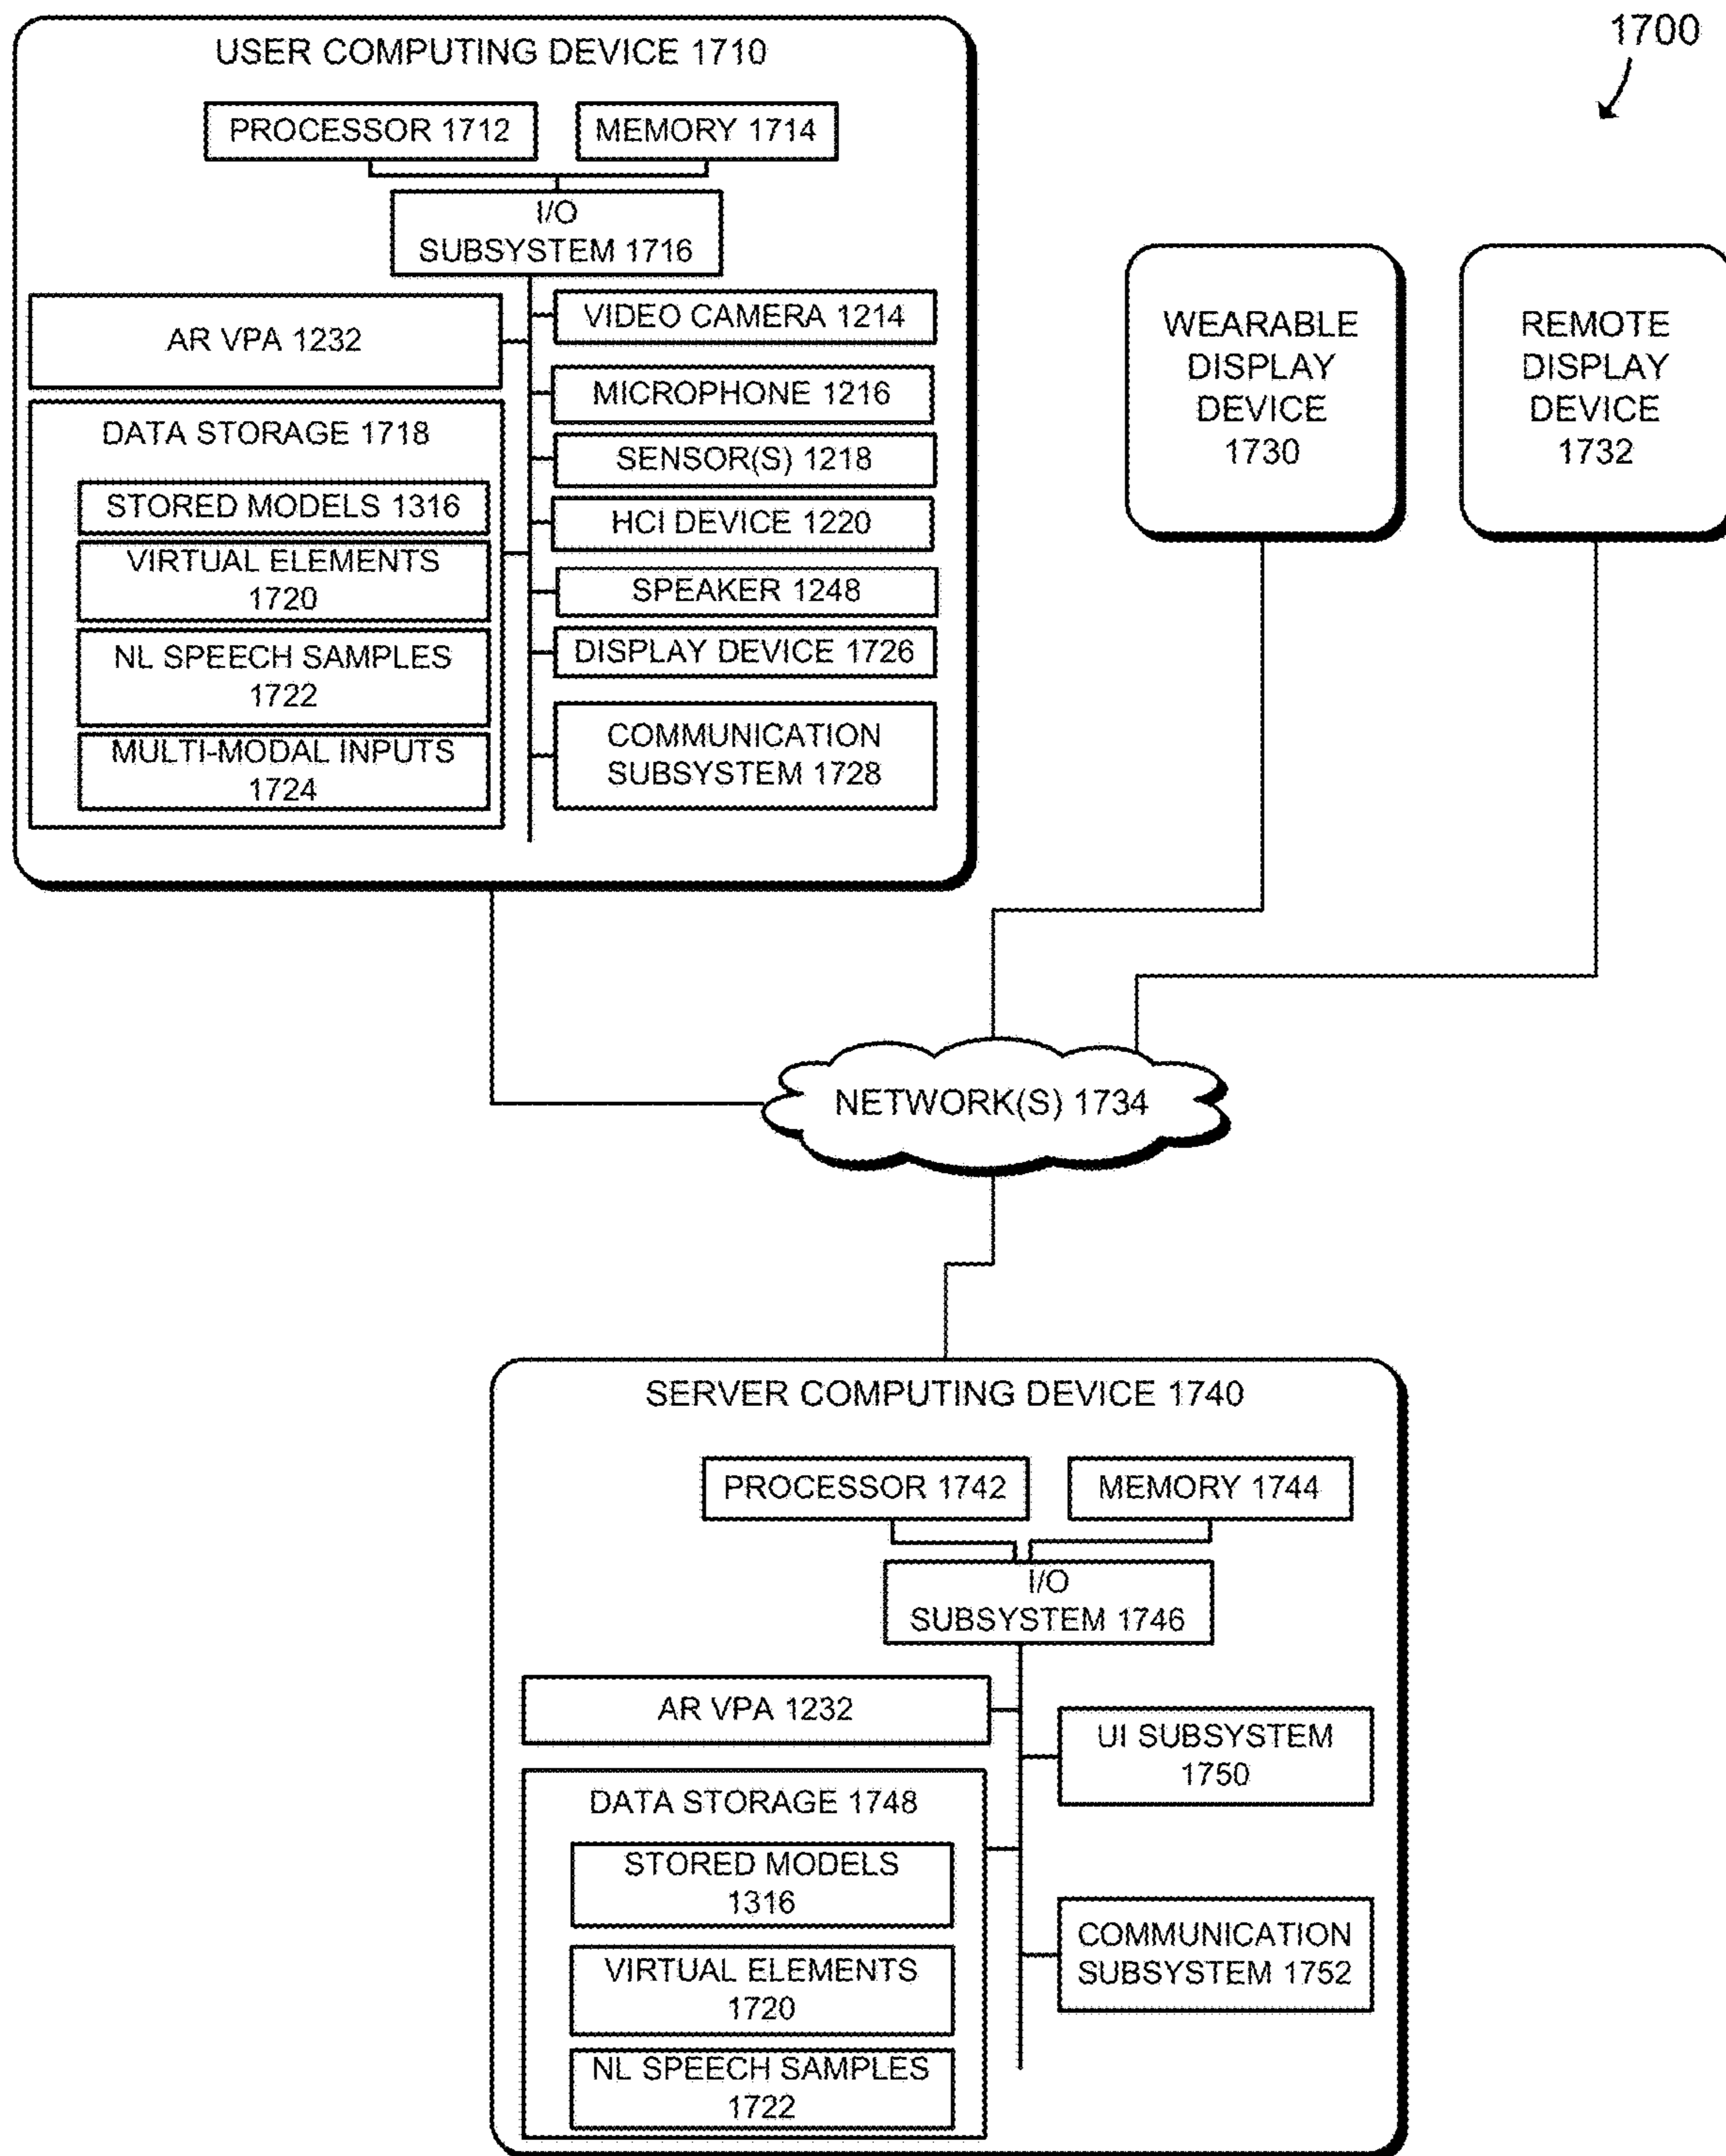 1700
USER COMPUTING DEVICE 1710
PROCESSOR 1712
MEMORY 1714
I/O
SUBSYSTEM 1716
AR VPA 1232
DATA STORAGE 1718
STORED MODELS 1316
VIRTUAL ELEMENTS
1720
NL SPEECH SAMPLES
1722
MULTI-MODAL INPUTS
1724
VIDEO CAMERA 1214
MICROPHONE 1216
SENSOR(S) 1218
HCI DEVICE 1220
SPEAKER 1248
DISPLAY DEVICE 1726
COMMUNICATION
SUBSYSTEM 1728
WEARABLE
DISPLAY
DEVICE
1730
REMOTE
DISPLAY
DEVICE
1732
NETWORK(S) 1734
SERVER COMPUTING DEVICE 1740
PROCESSOR 1742
MEMORY 1744
I/O
SUBSYSTEM 1746
AR VPA 1232
DATA STORAGE 1748
STORED MODELS
1316
VIRTUAL ELEMENTS
1720
NL SPEECH SAMPLES
1722
UI SUBSYSTEM
1750
COMMUNICATION
SUBSYSTEM 1752